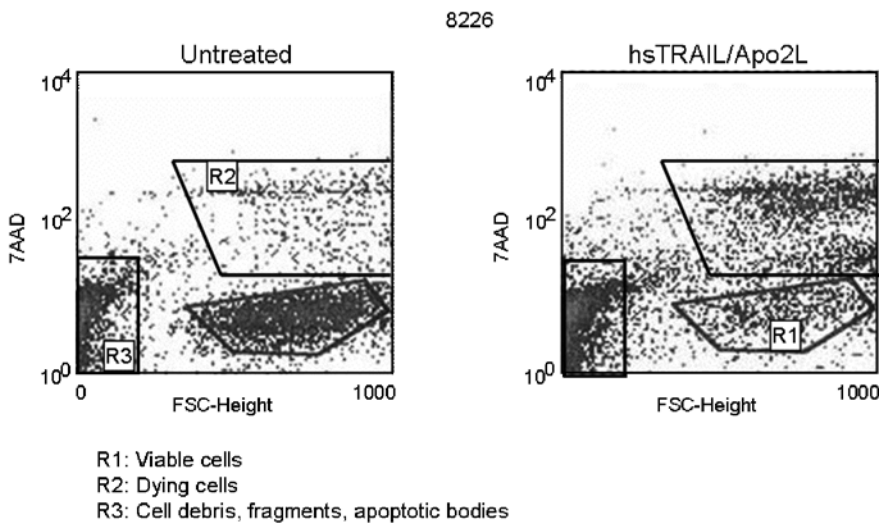 8226
Untreated
hsTRAIL/Apo2L
10^4
10^2
10^0
7AAD
R2
R3
0
1000
FSC-Height
10^4
10^2
10^0
7AAD
R1
0
1000
FSC-Height
R1: Viable cells
R2: Dying cells
R3: Cell debris, fragments, apoptotic bodies